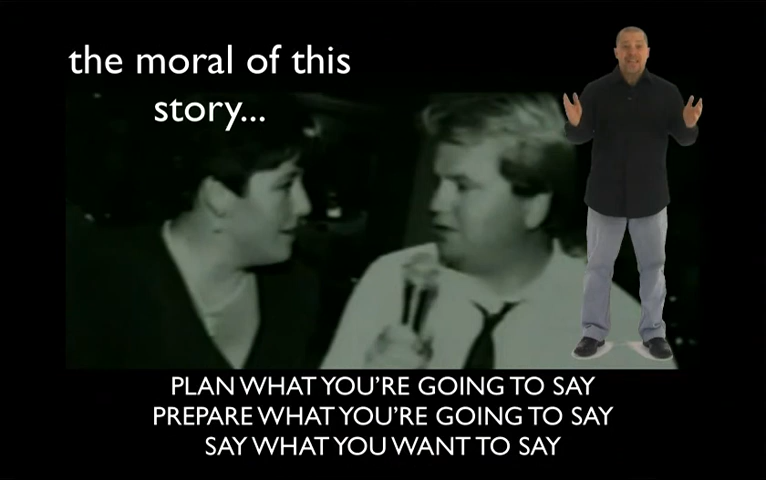 the moral of this
story...
PLAN WHAT YOU'RE GOING TO SAY
PREPARE WHAT YOU'RE GOING TO SAY
SAY WHAT YOU WANT TO SAY